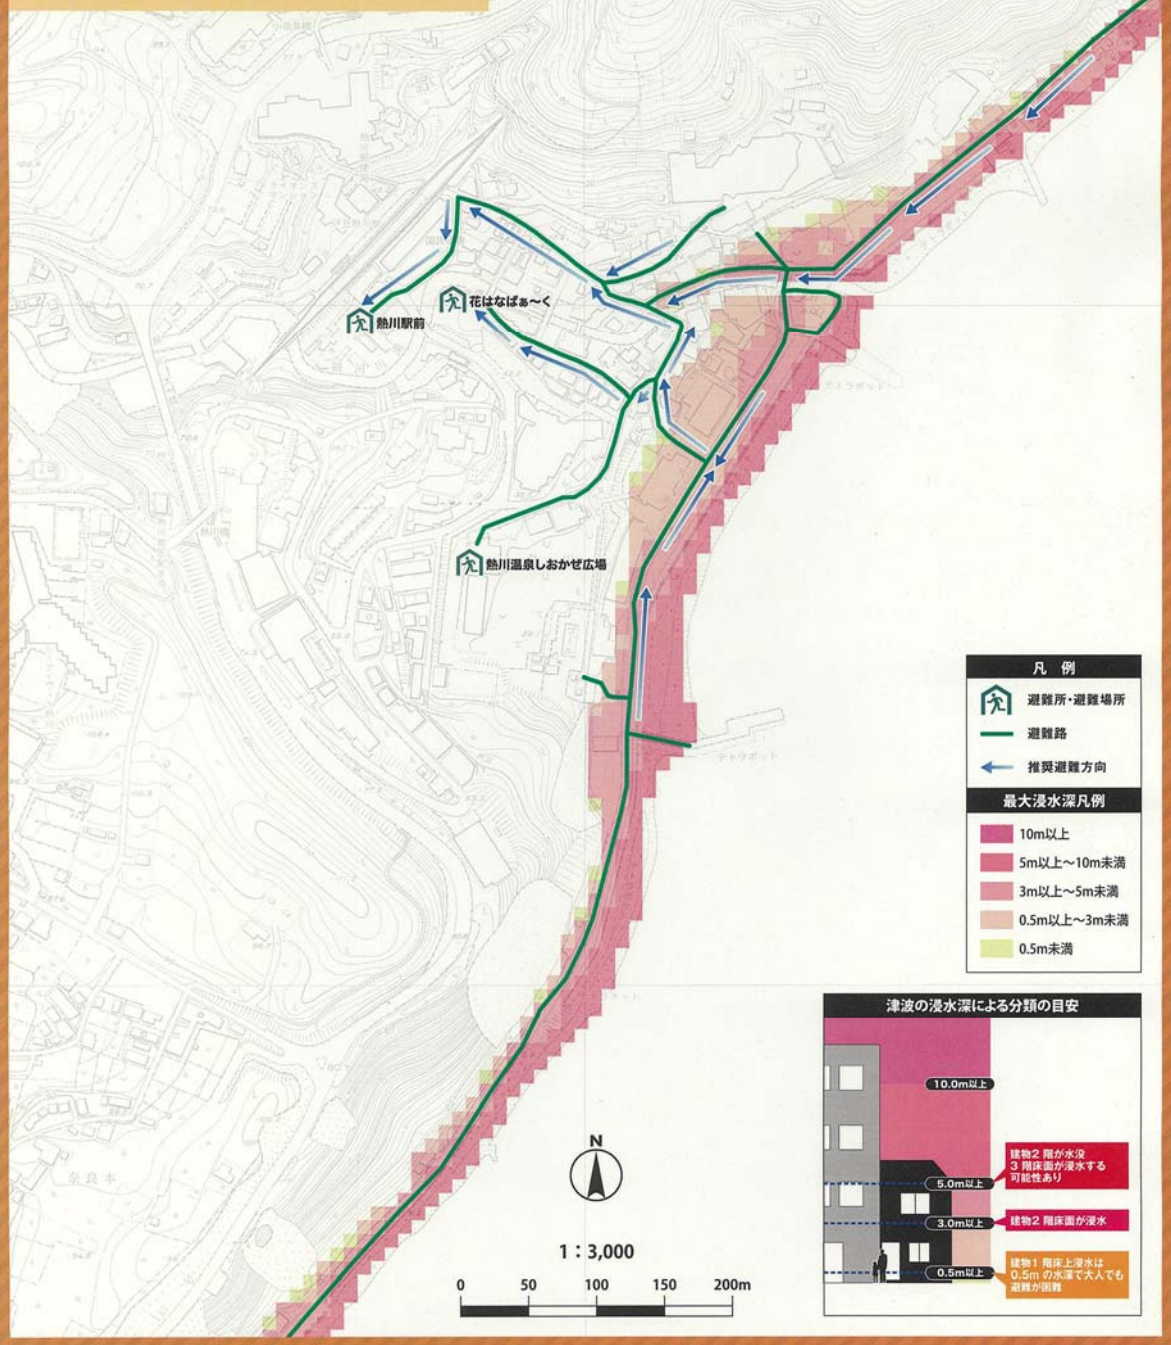 花はなぱぁ～く
熱川駅前
テトラポット
熱川温泉しおかぜ広場
テトラポット
奈良本
凡 例
避難所・避難場所
避難路
推奨避難方向
最大浸水深凡例
10m以上
5m以上～10m未満
3m以上～5m未満
0.5m以上～3m未満
0.5m未満
津波の浸水深による分類の目安
10.0m以上
建物2 階が水没
3 階床面が浸水する
可能性あり
5.0m以上
3.0m以上
建物2 階床面が浸水
建物1 階床上浸水は
0.5m の水深で大人でも
避難が困難
0.5m以上
N
1：3,000
0 50 100 150 200m